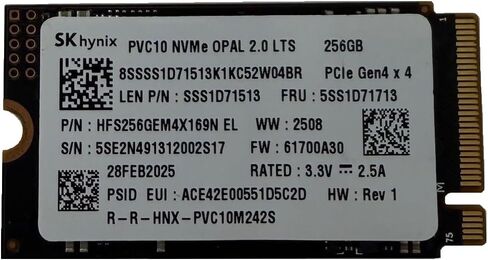 SK hynix PVC10 NVMe OPAL 2.0 LTS 256GB
8SSSS1D71513K1KC52W04BR PCIe Gen4 x 4
LEN P/N : SSS1D71513 FRU : 5SS1D71713
P/N : HFS256GEM4X169N EL WW : 2508
S/N : 5SE2N491312002S17 FW : 61700A30
28FEB2025 RATED : 3.3V ⎓ 2.5A
PSID EUI : ACE42E00551D5C2D HW : Rev 1
R-R-HNX-PVC10M242S
M
75